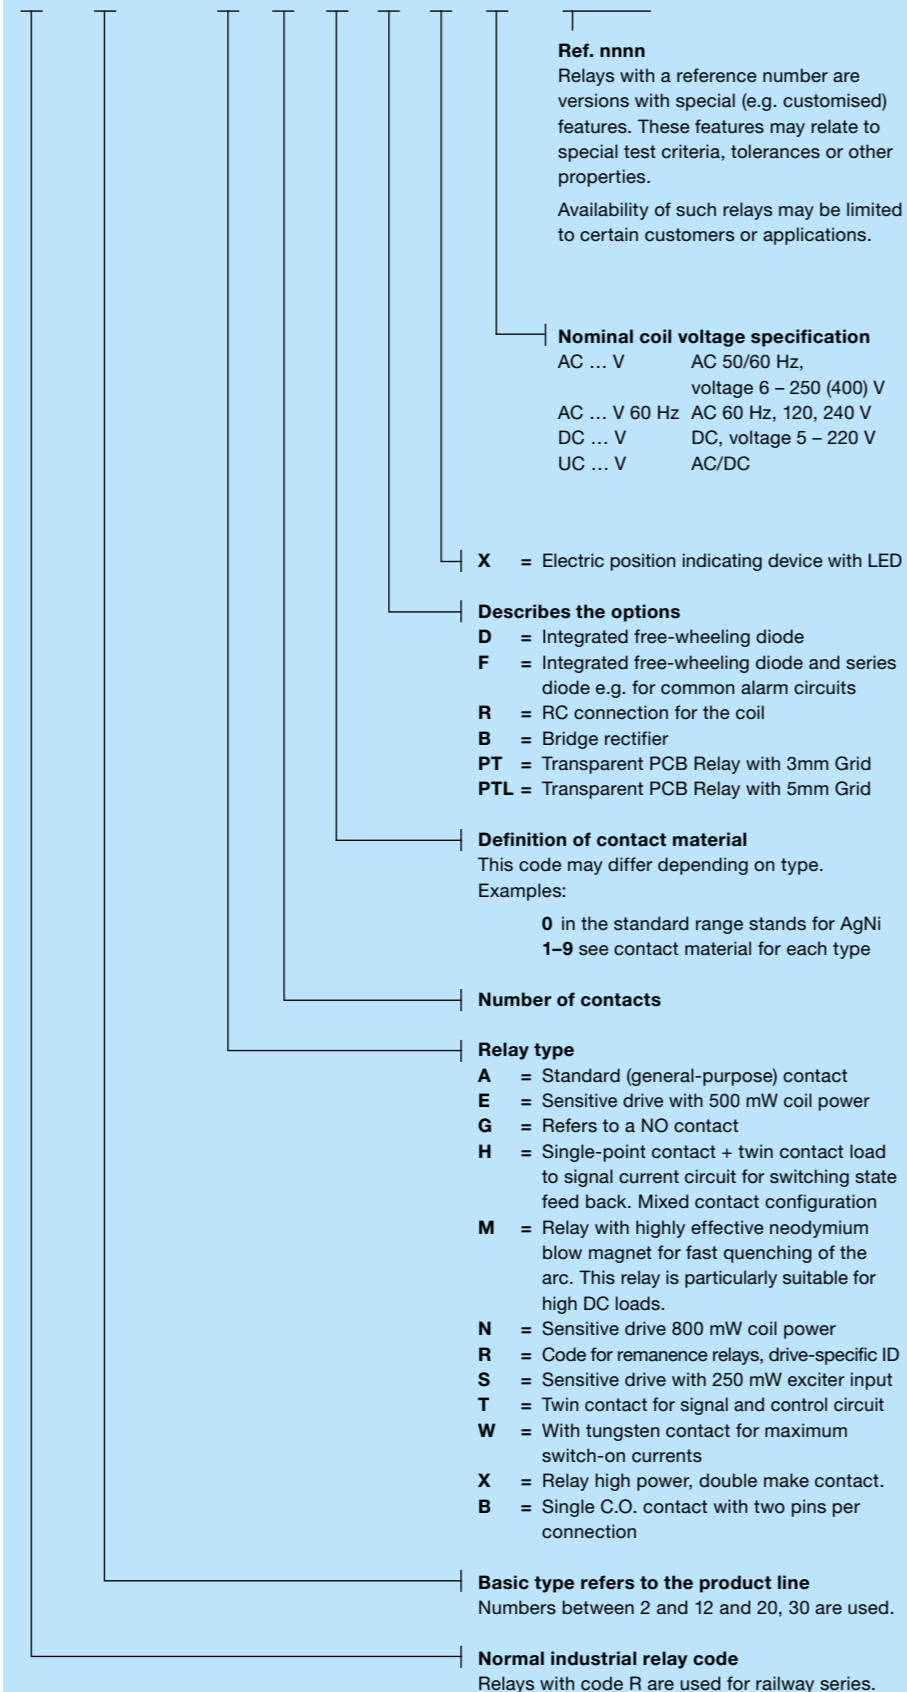 Ref. nnnn
Relays with a reference number are
versions with special (e.g. customised)
features. These features may relate to
special test criteria, tolerances or other
properties.
Availability of such relays may be limited
to certain customers or applications.
Nominal coil voltage specification
AC … V AC 50/60 Hz,
voltage 6 – 250 (400) V
AC … V 60 Hz AC 60 Hz, 120, 240 V
DC … V DC, voltage 5 – 220 V
UC … V AC/DC
X = Electric position indicating device with LED
Describes the options
D = Integrated free-wheeling diode
F = Integrated free-wheeling diode and series
diode e.g. for common alarm circuits
R = RC connection for the coil
B = Bridge rectifier
PT = Transparent PCB Relay with 3mm Grid
PTL = Transparent PCB Relay with 5mm Grid
Definition of contact material
This code may differ depending on type.
Examples:
0 in the standard range stands for AgNi
1–9 see contact material for each type
Number of contacts
Relay type
A = Standard (general-purpose) contact
E = Sensitive drive with 500 mW coil power
G = Refers to a NO contact
H = Single-point contact + twin contact load
to signal current circuit for switching state
feed back. Mixed contact configuration
M = Relay with highly effective neodymium
blow magnet for fast quenching of the
arc. This relay is particularly suitable for
high DC loads.
N = Sensitive drive 800 mW coil power
R = Code for remanence relays, drive-specific ID
S = Sensitive drive with 250 mW exciter input
T = Twin contact for signal and control circuit
W = With tungsten contact for maximum
switch-on currents
X = Relay high power, double make contact.
B = Single C.O. contact with two pins per
connection
Basic type refers to the product line
Numbers between 2 and 12 and 20, 30 are used.
Normal industrial relay code
Relays with code R are used for railway series.